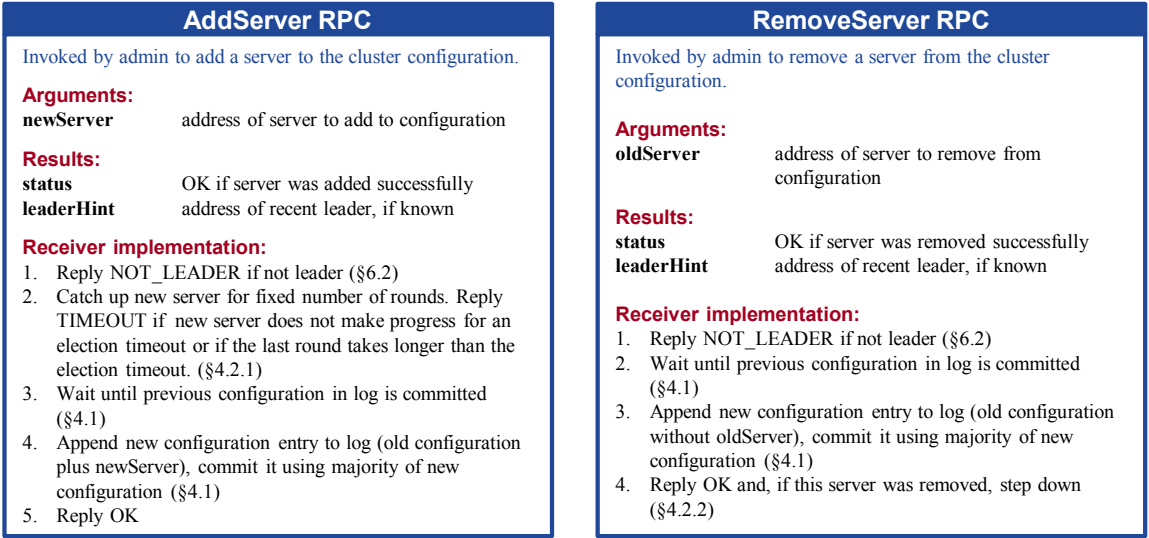 AddServer RPC
Invoked by admin to add a server to the cluster configuration.
Arguments:
newServer address of server to add to configuration
Results:
status OK if server was added successfully
leaderHint address of recent leader, if known
Receiver implementation:
1. Reply NOT_LEADER if not leader (§6.2)
2. Catch up new server for fixed number of rounds. Reply
TIMEOUT if new server does not make progress for an
election timeout or if the last round takes longer than the
election timeout. (§4.2.1)
3. Wait until previous configuration in log is committed
(§4.1)
4. Append new configuration entry to log (old configuration
plus newServer), commit it using majority of new
configuration (§4.1)
5. Reply OK
RemoveServer RPC
Invoked by admin to remove a server from the cluster
configuration.
Arguments:
oldServer address of server to remove from
configuration
Results:
status OK if server was removed successfully
leaderHint address of recent leader, if known
Receiver implementation:
1. Reply NOT_LEADER if not leader (§6.2)
2. Wait until previous configuration in log is committed
(§4.1)
3. Append new configuration entry to log (old configuration
without oldServer), commit it using majority of new
configuration (§4.1)
4. Reply OK and, if this server was removed, step down
(§4.2.2)